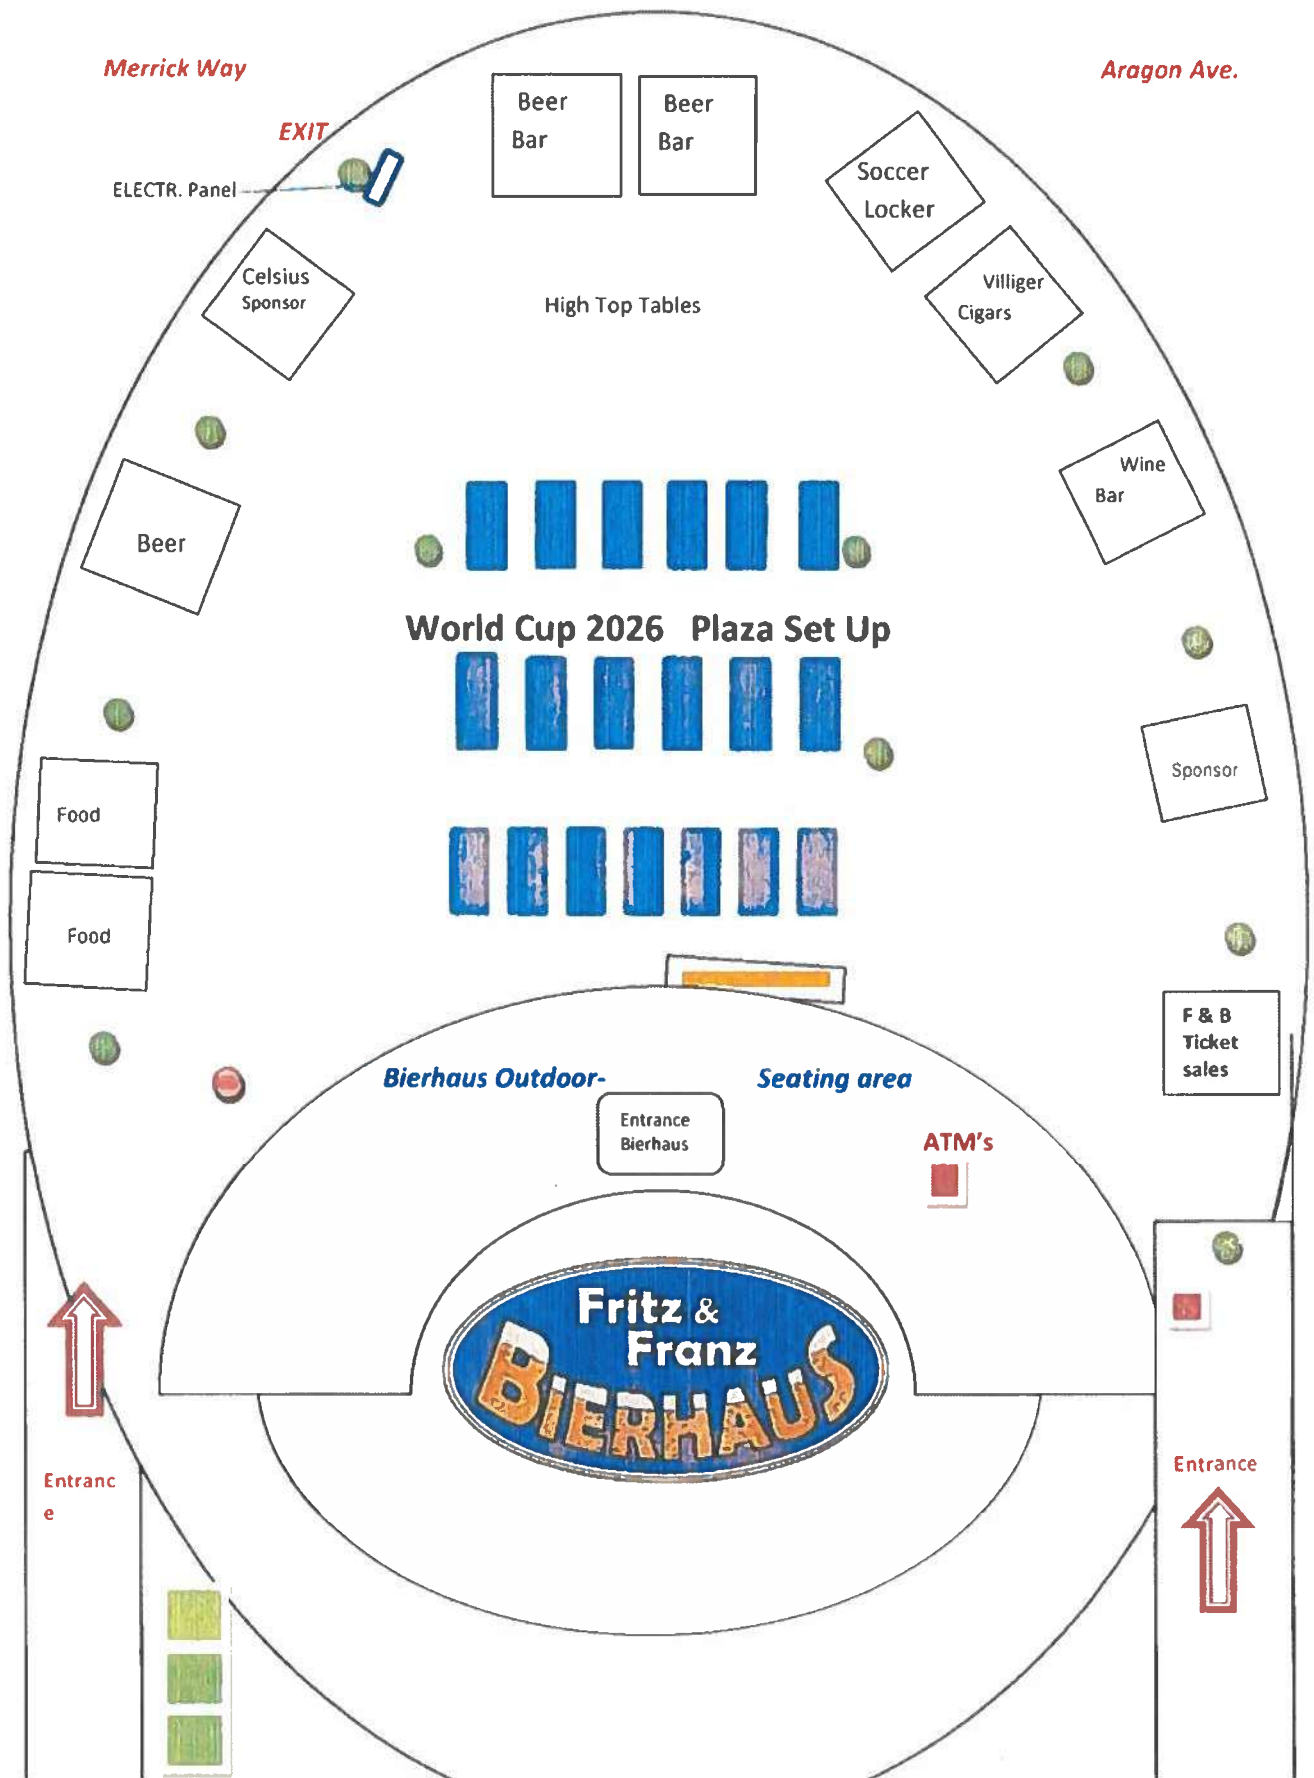 Merrick Way
Aragon Ave.
EXIT
ELECTR. Panel
Beer
Bar
Beer
Bar
Soccer
Locker
Celsius
Sponsor
High Top Tables
Villiger
Cigars
Wine
Bar
Beer
World Cup 2026 Plaza Set Up
Sponsor
Food
Food
F & B
Ticket
sales
Bierhaus Outdoor- Seating area
Entrance
Bierhaus
ATM's
Fritz &
Franz
BIERHAUS
Entranc
e
Entrance